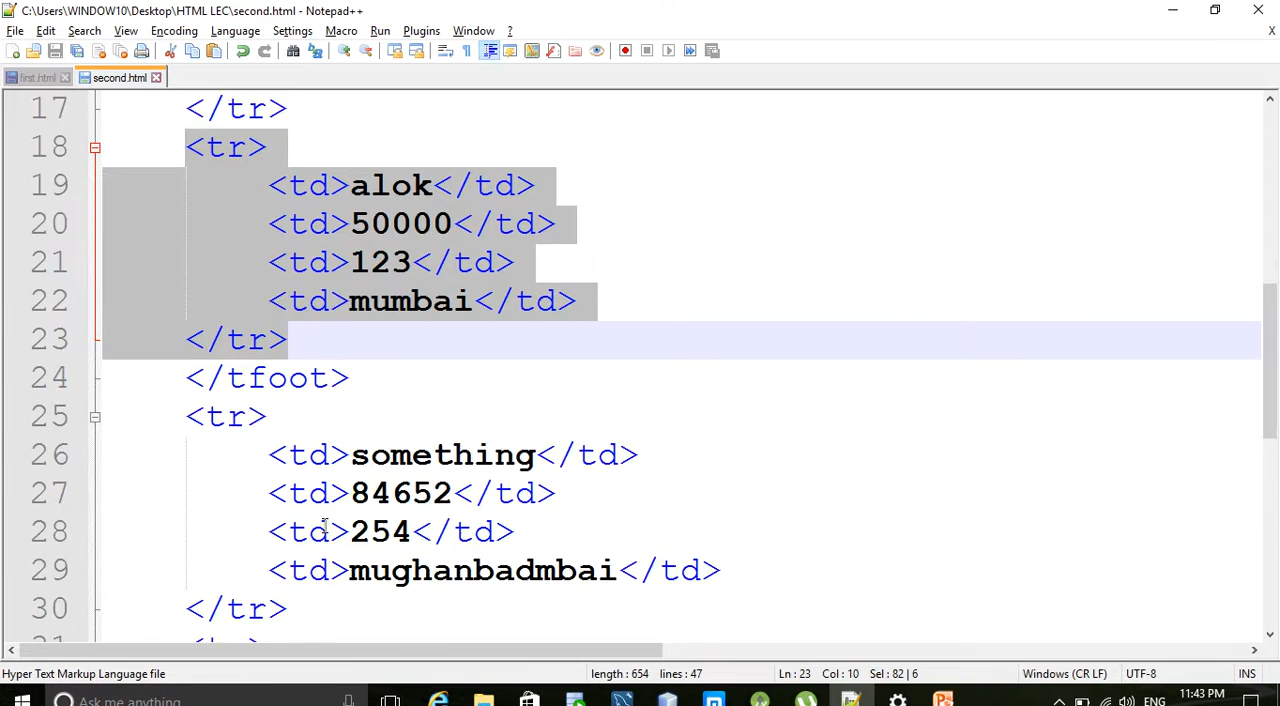 C:\Users\WINDOW10\Desktop\HTML LEC\second.html - Notepad++
File Edit Search View Encoding Language Settings Macro Run Plugins Window ? X
first.html second.html
17 </tr>
18 <tr>
19 <td>alok</td>
20 <td>50000</td>
21 <td>123</td>
22 <td>mumbai</td>
23 </tr>
24 </tfoot>
25 <tr>
26 <td>something</td>
27 <td>84652</td>
28 <td>254</td>
29 <td>mughanbadmbai</td>
30 </tr>
31 <tr>
Hyper Text Markup Language file length : 654 lines : 47 Ln : 23 Col : 10 Sel : 82 | 6 Windows (CR LF) UTF-8 INS
Ask me anything ENG 11:43 PM